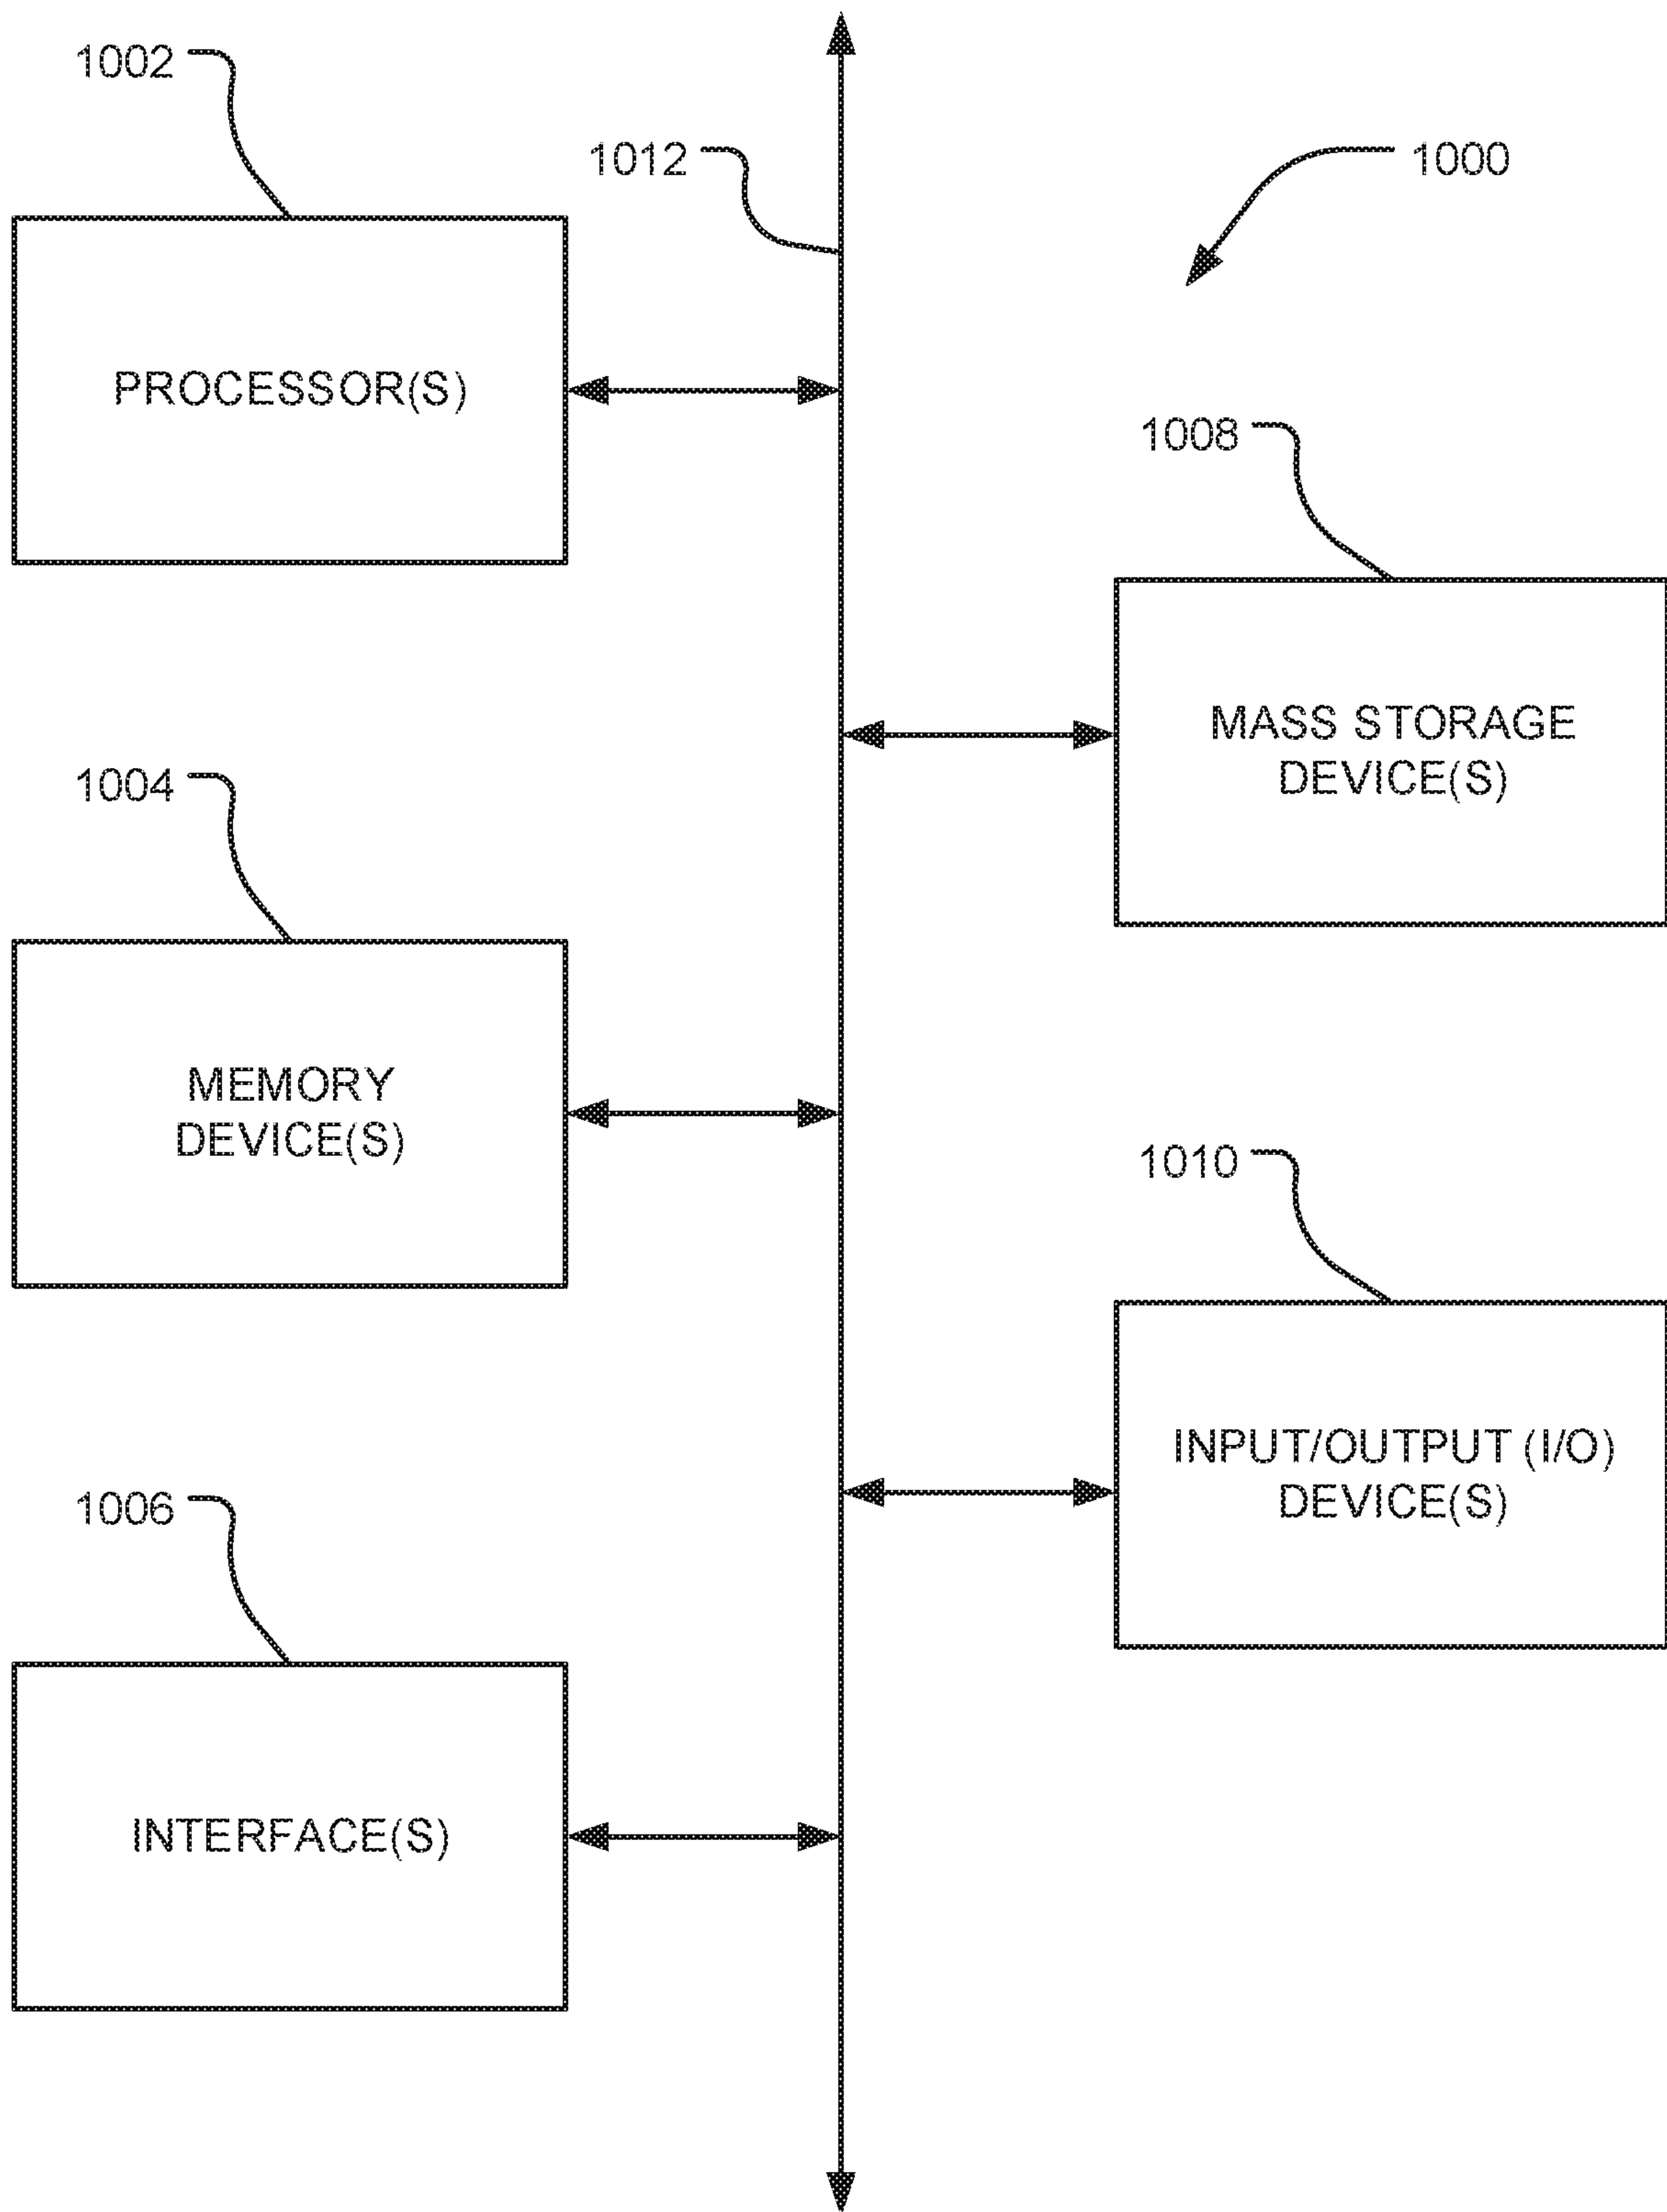 1002
1012
1000
PROCESSOR(S)
1008
MASS STORAGE
DEVICE(S)
1004
MEMORY
DEVICE(S)
1010
INPUT/OUTPUT (I/O)
DEVICE(S)
1006
INTERFACE(S)